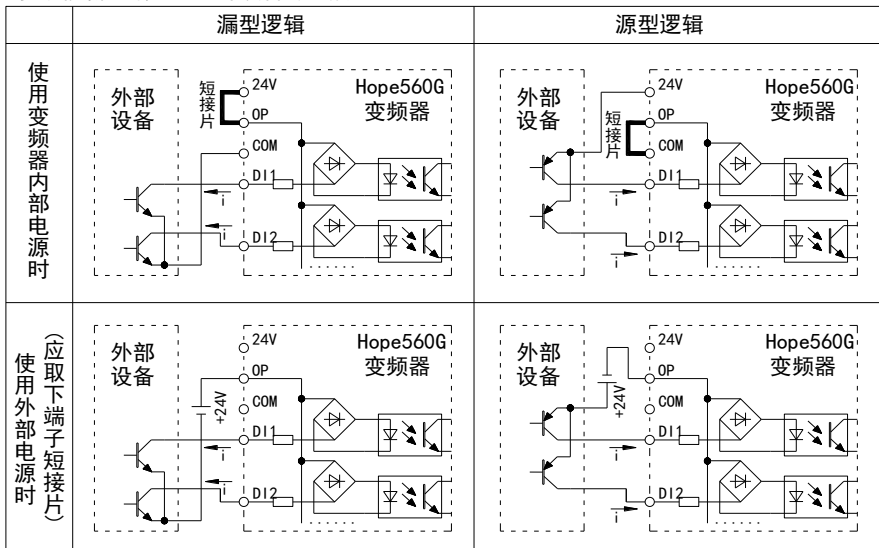 漏型逻辑
源型逻辑
使用变频器内部电源时
外部
设备
短接片
24V
OP
COM
DI1
DI2
i
i
Hope560G
变频器
......
外部
设备
短接片
24V
OP
COM
DI1
DI2
i
i
Hope560G
变频器
......
使用外部电源时
(应取下端子短接片)
外部
设备
+24V
24V
OP
COM
DI1
DI2
i
i
Hope560G
变频器
......
外部
设备
+24V
24V
OP
COM
DI1
DI2
i
i
Hope560G
变频器
......